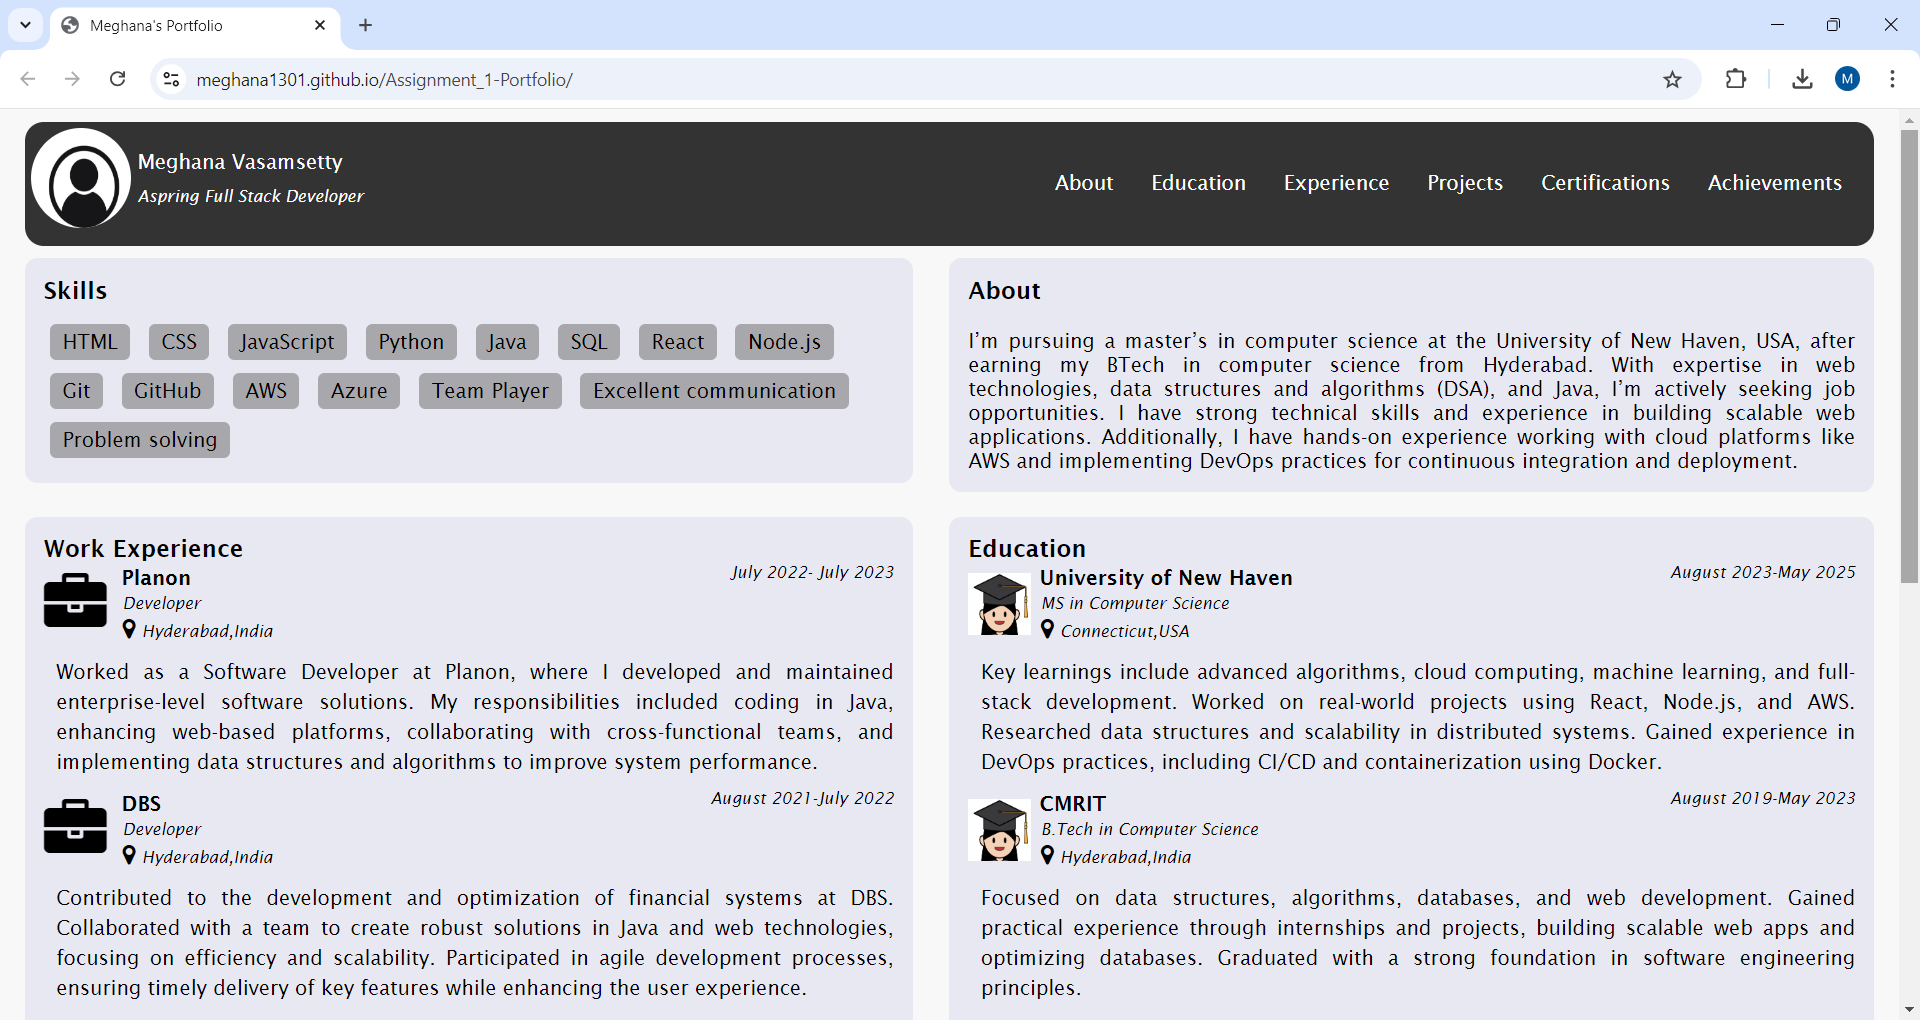 Meghana's Portfolio
meghana1301.github.io/Assignment_1-Portfolio/
M
Meghana Vasamsetty
Aspring Full Stack Developer
About Education Experience Projects Certifications Achievements
Skills
HTML CSS JavaScript Python Java SQL React Node.js
Git GitHub AWS Azure Team Player Excellent communication
Problem solving
About
I’m pursuing a master’s in computer science at the University of New Haven, USA, after
earning my BTech in computer science from Hyderabad. With expertise in web
technologies, data structures and algorithms (DSA), and Java, I’m actively seeking job
opportunities. I have strong technical skills and experience in building scalable web
applications. Additionally, I have hands-on experience working with cloud platforms like
AWS and implementing DevOps practices for continuous integration and deployment.
Work Experience
Planon
July 2022- July 2023
Developer
Hyderabad,India
Worked as a Software Developer at Planon, where I developed and maintained
enterprise-level software solutions. My responsibilities included coding in Java,
enhancing web-based platforms, collaborating with cross-functional teams, and
implementing data structures and algorithms to improve system performance.
DBS
August 2021-July 2022
Developer
Hyderabad,India
Contributed to the development and optimization of financial systems at DBS.
Collaborated with a team to create robust solutions in Java and web technologies,
focusing on efficiency and scalability. Participated in agile development processes,
ensuring timely delivery of key features while enhancing the user experience.
Education
University of New Haven
August 2023-May 2025
MS in Computer Science
Connecticut,USA
Key learnings include advanced algorithms, cloud computing, machine learning, and full-
stack development. Worked on real-world projects using React, Node.js, and AWS.
Researched data structures and scalability in distributed systems. Gained experience in
DevOps practices, including CI/CD and containerization using Docker.
CMRIT
August 2019-May 2023
B.Tech in Computer Science
Hyderabad,India
Focused on data structures, algorithms, databases, and web development. Gained
practical experience through internships and projects, building scalable web apps and
optimizing databases. Graduated with a strong foundation in software engineering
principles.